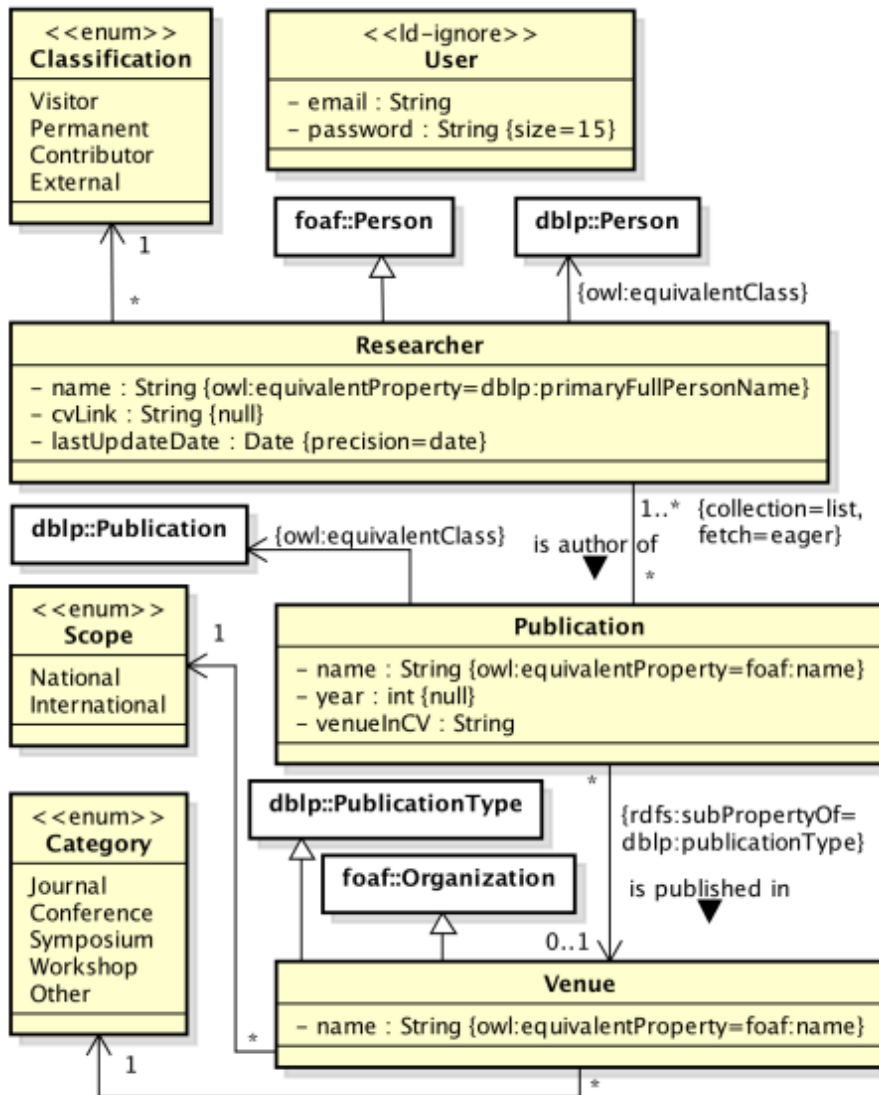 <<enum>>
Classification
Visitor
Permanent
Contributor
External
<<ld-ignore>>
User
- email : String
- password : String {size=15}
foaf::Person
dblp::Person
1
*
{owl:equivalentClass}
Researcher
- name : String {owl:equivalentProperty=dblp:primaryFullPersonName}
- cvLink : String {null}
- lastUpdateDate : Date {precision=date}
dblp::Publication
{owl:equivalentClass}
1..*
{collection=list,
fetch=eager}
is author of
*
<<enum>>
Scope
National
International
1
Publication
- name : String {owl:equivalentProperty=foaf:name}
- year : int {null}
- venueInCV : String
dblp::PublicationType
foaf::Organization
*
{rdfs:subPropertyOf=
dblp:publicationType}
is published in
0..1
<<enum>>
Category
Journal
Conference
Symposium
Workshop
Other
Venue
- name : String {owl:equivalentProperty=foaf:name}
*
1
*